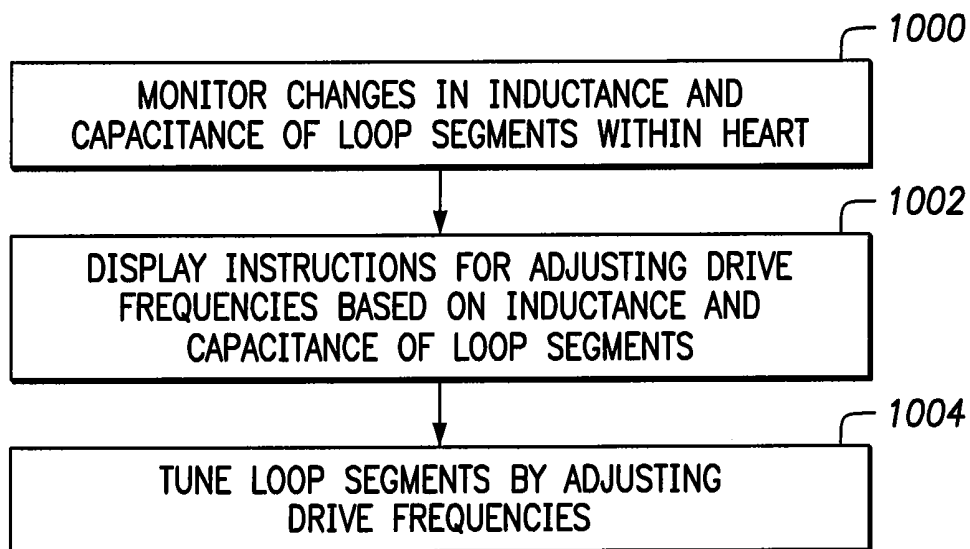 1000
MONITOR CHANGES IN INDUCTANCE AND
CAPACITANCE OF LOOP SEGMENTS WITHIN HEART
1002
DISPLAY INSTRUCTIONS FOR ADJUSTING DRIVE
FREQUENCIES BASED ON INDUCTANCE AND
CAPACITANCE OF LOOP SEGMENTS
1004
TUNE LOOP SEGMENTS BY ADJUSTING
DRIVE FREQUENCIES